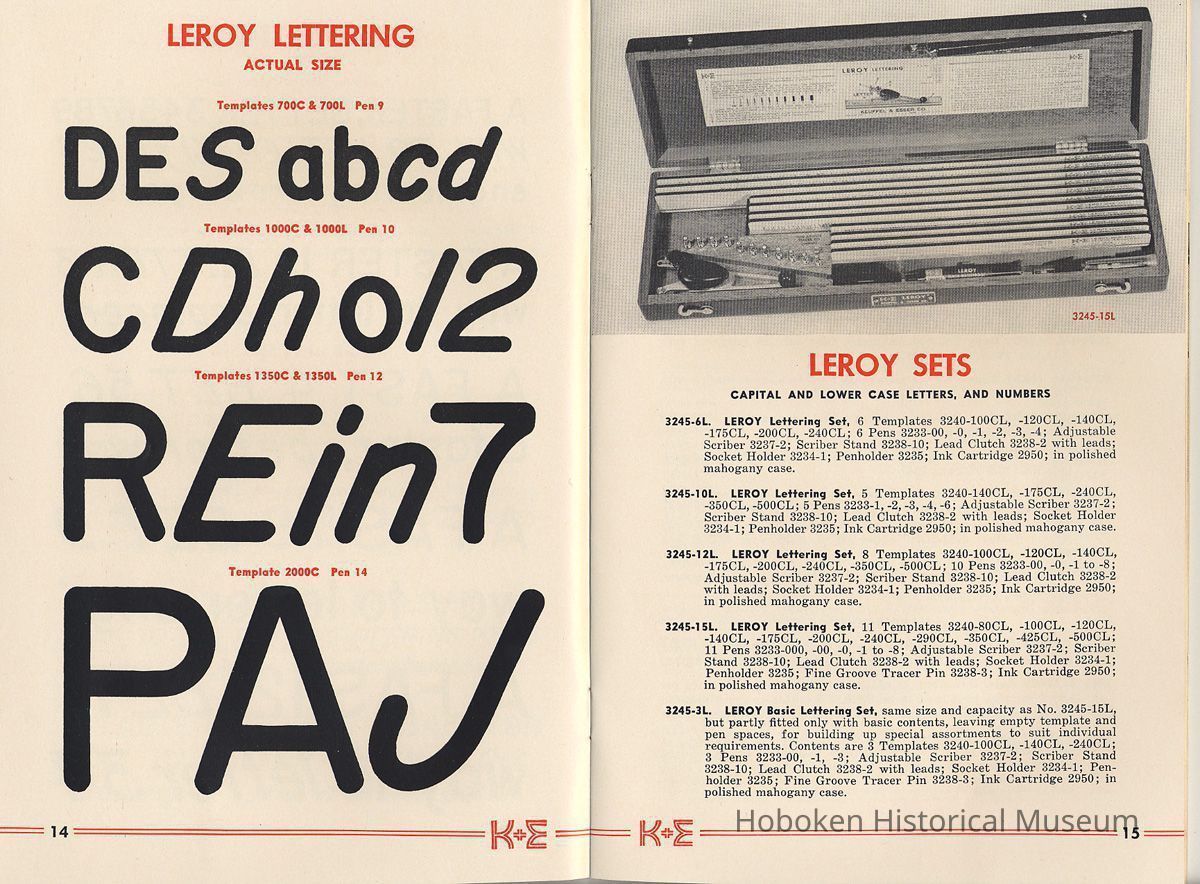 LEROY LETTERING
ACTUAL SIZE
Templates 700C & 700L Pen 9
DES abcd
Templates 1000C & 1000L Pen 10
CDhol2
Templates 1350C & 1350L Pen 12
REin7
Template 2000C Pen 14
PAJ
14
K+E
K+E
LEROY LETTERING
K+E
KEUFFEL & ESSER CO.
LEROY
K+E LEROY
3245-15L
LEROY SETS
CAPITAL AND LOWER CASE LETTERS, AND NUMBERS
3245-6L. LEROY Lettering Set, 6 Templates 3240-100CL, -120CL, -140CL,
-175CL, -200CL, -240CL; 6 Pens 3233-00, -0, -1, -2, -3, -4; Adjustable
Scriber 3237-2; Scriber Stand 3238-10; Lead Clutch 3238-2 with leads;
Socket Holder 3234-1; Penholder 3235; Ink Cartridge 2950; in polished
mahogany case.
3245-10L. LEROY Lettering Set, 5 Templates 3240-140CL, -175CL, -240CL,
-350CL, -500CL; 5 Pens 3233-1, -2, -3, -4, -6; Adjustable Scriber 3237-2;
Scriber Stand 3238-10; Lead Clutch 3238-2 with leads; Socket Holder
3234-1; Penholder 3235; Ink Cartridge 2950; in polished mahogany case.
3245-12L. LEROY Lettering Set, 8 Templates 3240-100CL, -120CL, -140CL,
-175CL, -200CL, -240CL, -350CL, -500CL; 10 Pens 3233-00, -0, -1 to -8;
Adjustable Scriber 3237-2; Scriber Stand 3238-10; Lead Clutch 3238-2
with leads; Socket Holder 3234-1; Penholder 3235; Ink Cartridge 2950;
in polished mahogany case.
3245-15L. LEROY Lettering Set, 11 Templates 3240-80CL, -100CL, -120CL,
-140CL, -175CL, -200CL, -240CL, -290CL, -350CL, -425CL, -500CL;
11 Pens 3233-000, -00, -0, -1 to -8; Adjustable Scriber 3237-2; Scriber
Stand 3238-10; Lead Clutch 3238-2 with leads; Socket Holder 3234-1;
Penholder 3235; Fine Groove Tracer Pin 3238-3; Ink Cartridge 2950;
in polished mahogany case.
3245-3L. LEROY Basic Lettering Set, same size and capacity as No. 3245-15L,
but partly fitted only with basic contents, leaving empty template and
pen spaces, for building up special assortments to suit individual
requirements. Contents are 3 Templates 3240-100CL, -140CL, -240CL;
3 Pens 3233-00, -1, -3; Adjustable Scriber 3237-2; Scriber Stand
3238-10; Lead Clutch 3238-2 with leads; Socket Holder 3234-1; Pen-
holder 3235; Fine Groove Tracer Pin 3238-3; Ink Cartridge 2950; in
polished mahogany case.
K+E
Hoboken Historical Museum
15